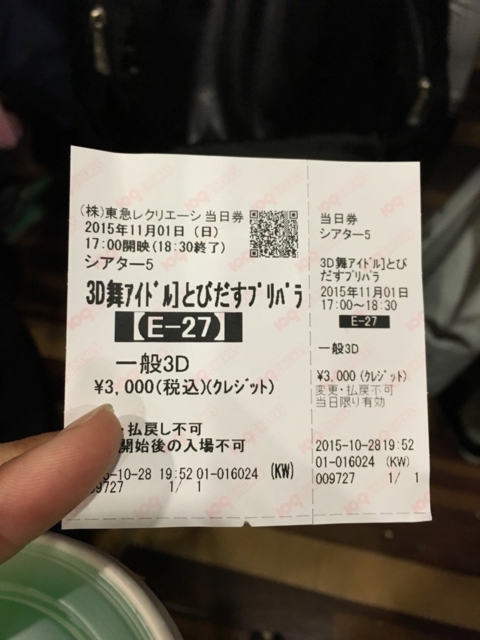 (株)東急レクリエーシ 当日券
2015年11月01日 (日)
17:00開映(18:30終了)
シアター5
3D舞アイドル]とびだすプリパラ
【E-27】
一般3D
¥3,000(税込)(クレジット)
・払戻し不可
開始後の入場不可
5-10-28 19:52 01-016024 (KW)
009727 1/ 1
当日券
シアター5
3D舞アイドル]とび
だすプリパラ
2015年11月01日
17:00~18:30
E-27
一般3D
¥3,000 (クレジット)
変更・払戻不可
当日限り有効
2015-10-28 19:52
01-016024 (KW)
009727 1/ 1